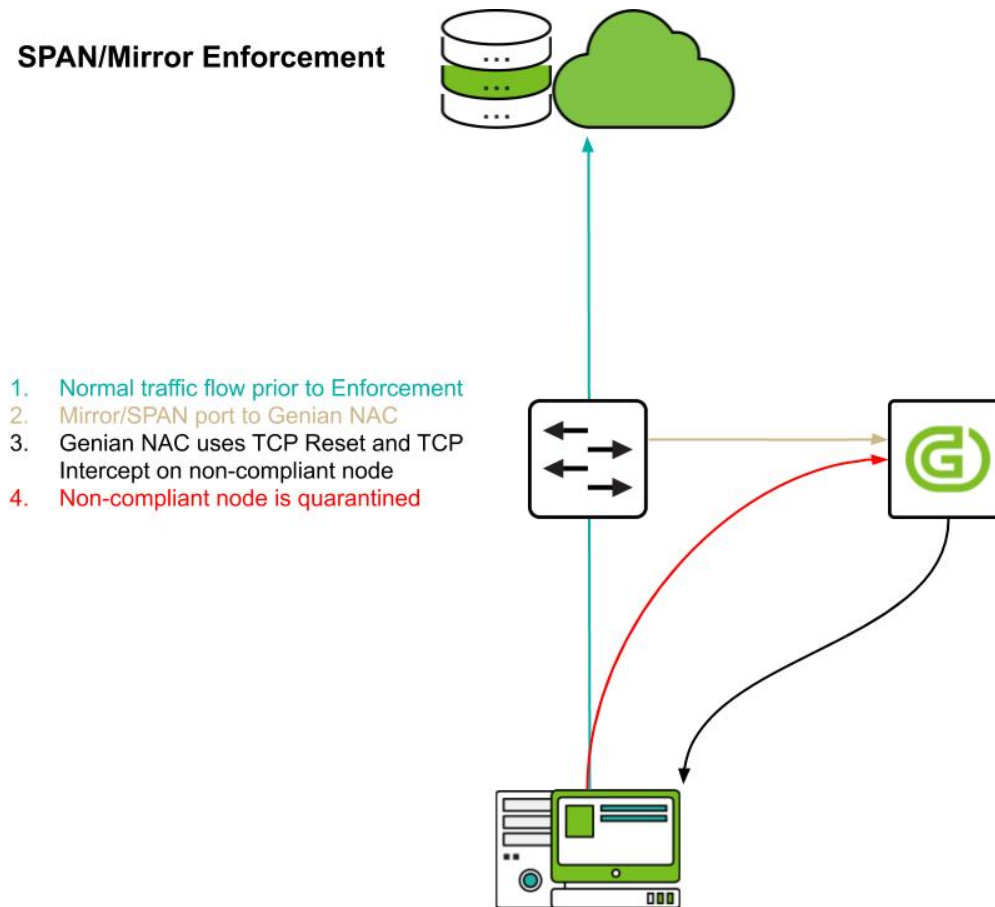 SPAN/Mirror Enforcement
1. Normal traffic flow prior to Enforcement
2. Mirror/SPAN port to Genian NAC
3. Genian NAC uses TCP Reset and TCP
Intercept on non-compliant node
4. Non-compliant node is quarantined
G